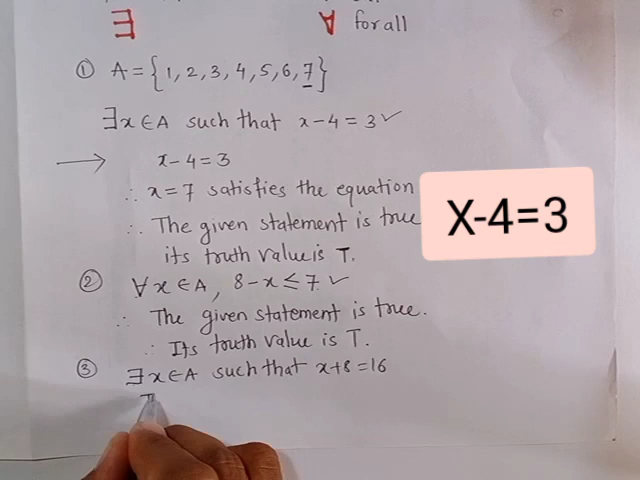 ∃ ∀ for all
① A = {1, 2, 3, 4, 5, 6, 7}
∃x ∈ A such that x - 4 = 3 ✓
→ x - 4 = 3
∴ x = 7 satisfies the equation
∴ The given statement is true
its truth value is T.
X-4=3
② ∀x ∈ A, 8 - x ≤ 7 ✓
∴ The given statement is true.
∴ Its truth value is T.
③ ∃x ∈ A such that x + 8 = 16